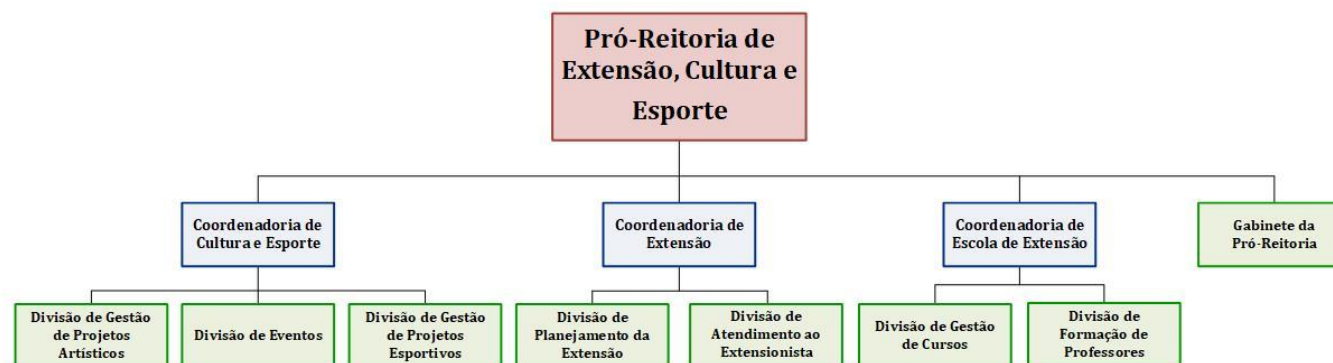 Pró-Reitoria de
Extensão, Cultura e
Esporte
Coordenadoria de
Cultura e Esporte
Coordenadoria de
Extensão
Coordenadoria de
Escola de Extensão
Gabinete da
Pró-Reitoria
Divisão de Gestão
de Projetos
Artísticos
Divisão de Eventos
Divisão de Gestão
de Projetos
Esportivos
Divisão de
Planejamento da
Extensão
Divisão de
Atendimento ao
Extensionista
Divisão de Gestão
de Cursos
Divisão de
Formação de
Professores